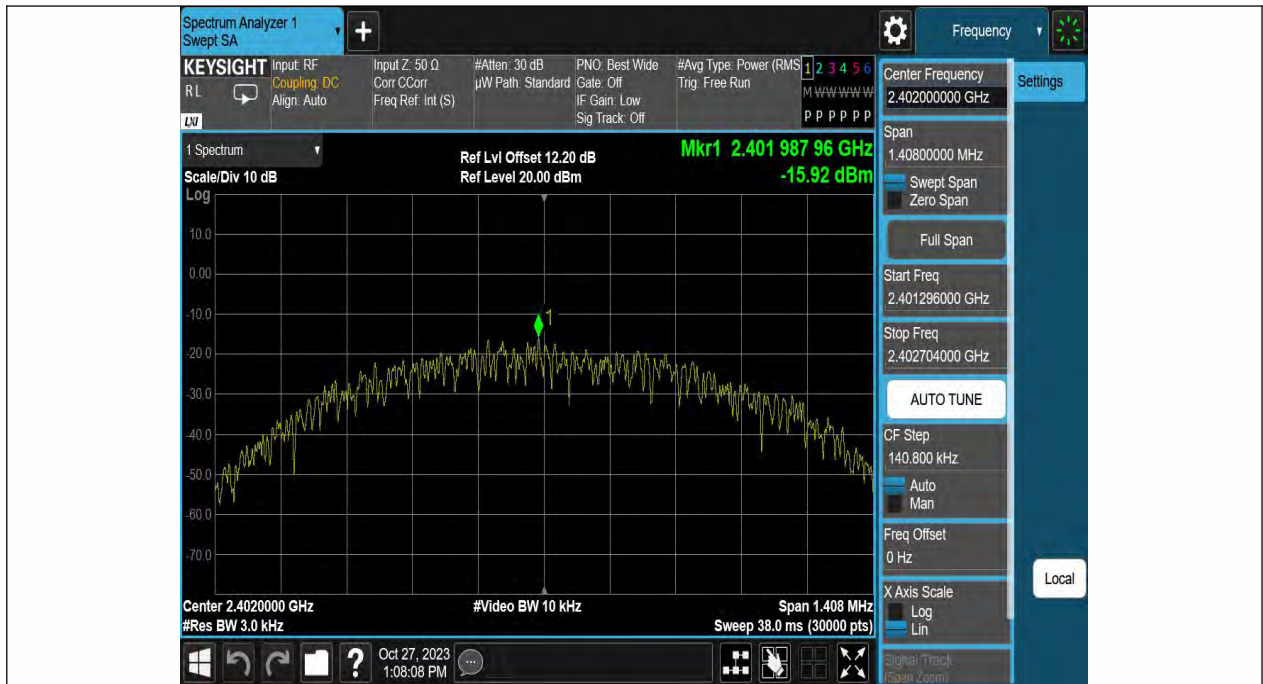 Spectrum Analyzer 1
Swept SA
+
Frequency
KEYSIGHT
RL
LXI
Input: RF
Coupling: DC
Align: Auto
Input Z: 50 Ω
Corr CCorr
Freq Ref: Int (S)
#Atten: 30 dB
µW Path: Standard
PNO: Best Wide
Gate: Off
IF Gain: Low
Sig Track: Off
#Avg Type: Power (RMS
Trig: Free Run
1 2 3 4 5 6
M W W W W W
P P P P P P
1 Spectrum
Scale/Div 10 dB
Ref Lvl Offset 12.20 dB
Ref Level 20.00 dBm
Mkr1 2.401 987 96 GHz
-15.92 dBm
Log
10.0
0.00
-10.0
-20.0
-30.0
-40.0
-50.0
-60.0
-70.0
1
Center 2.4020000 GHz
#Res BW 3.0 kHz
#Video BW 10 kHz
Span 1.408 MHz
Sweep 38.0 ms (30000 pts)
Center Frequency
2.402000000 GHz
Settings
Span
1.40800000 MHz
Swept Span
Zero Span
Full Span
Start Freq
2.401296000 GHz
Stop Freq
2.402704000 GHz
AUTO TUNE
CF Step
140.800 kHz
Auto
Man
Freq Offset
0 Hz
X Axis Scale
Log
Lin
Local
Signal Track
(Span Zoom)
?
Oct 27, 2023
1:08:08 PM